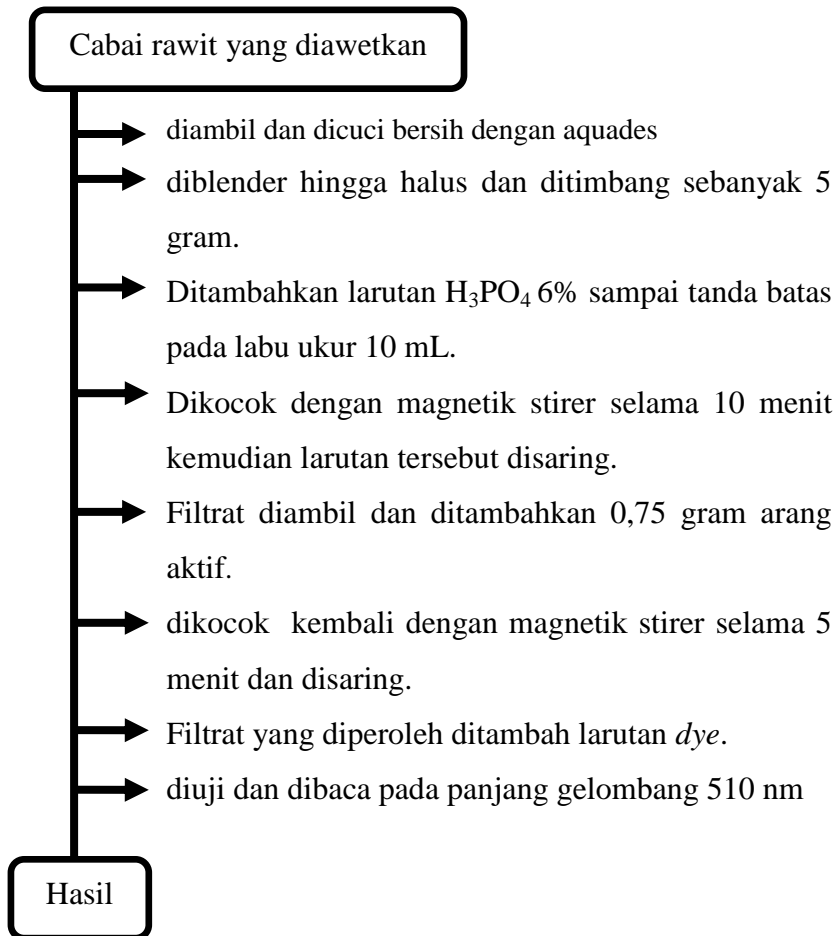 Cabai rawit yang diawetkan
diambil dan dicuci bersih dengan aquades
diblender hingga halus dan ditimbang sebanyak 5
gram.
Ditambahkan larutan H₃PO₄ 6% sampai tanda batas
pada labu ukur 10 mL.
Dikocok dengan magnetik stirer selama 10 menit
kemudian larutan tersebut disaring.
Filtrat diambil dan ditambahkan 0,75 gram arang
aktif.
dikocok kembali dengan magnetik stirer selama 5
menit dan disaring.
Filtrat yang diperoleh ditambah larutan dye.
diuji dan dibaca pada panjang gelombang 510 nm
Hasil